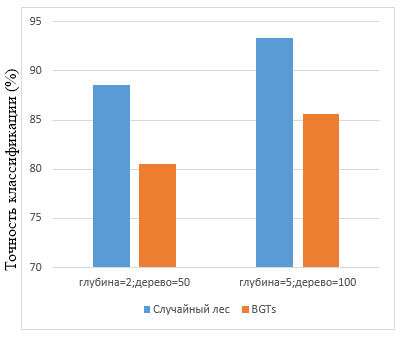 Точность классификации (%)
95
90
85
80
75
70
глубина=2;дерево=50
глубина=5;дерево=100
Случайный лес
BGTs